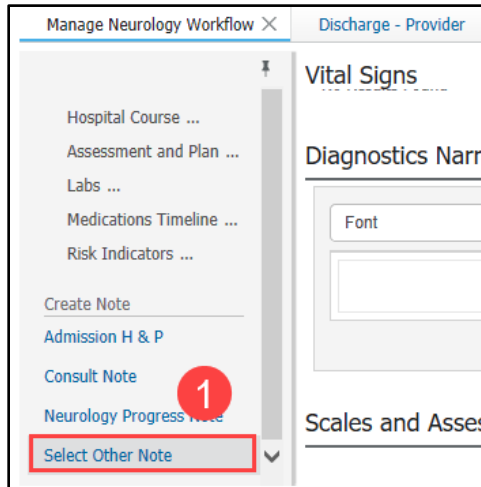 Manage Neurology Workflow × Discharge - Provider
Vital Signs
Hospital Course ...
Assessment and Plan ...
Labs ...
Medications Timeline ...
Risk Indicators ...
Diagnostics Narr
Font
Create Note
Admission H & P
Consult Note
1
Neurology Progress Note
Select Other Note
Scales and Asses